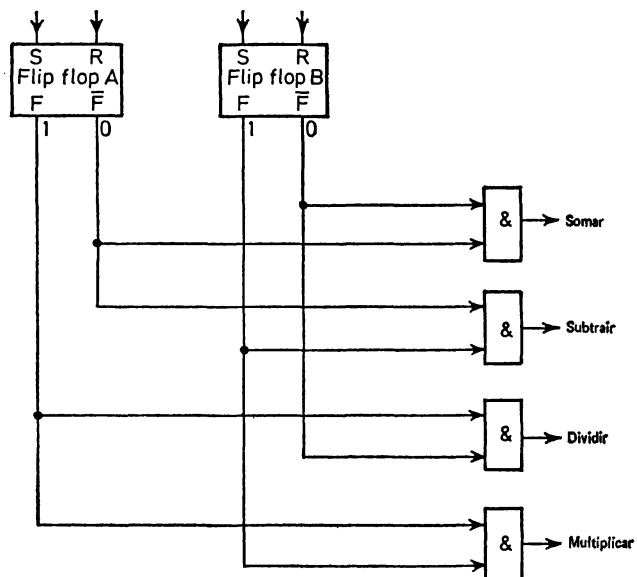 S R S R
Flip flop A Flip flop B
F F̅ F F̅
1 0 1 0
& Somar
& Subtrair
& Dividir
& Multiplicar